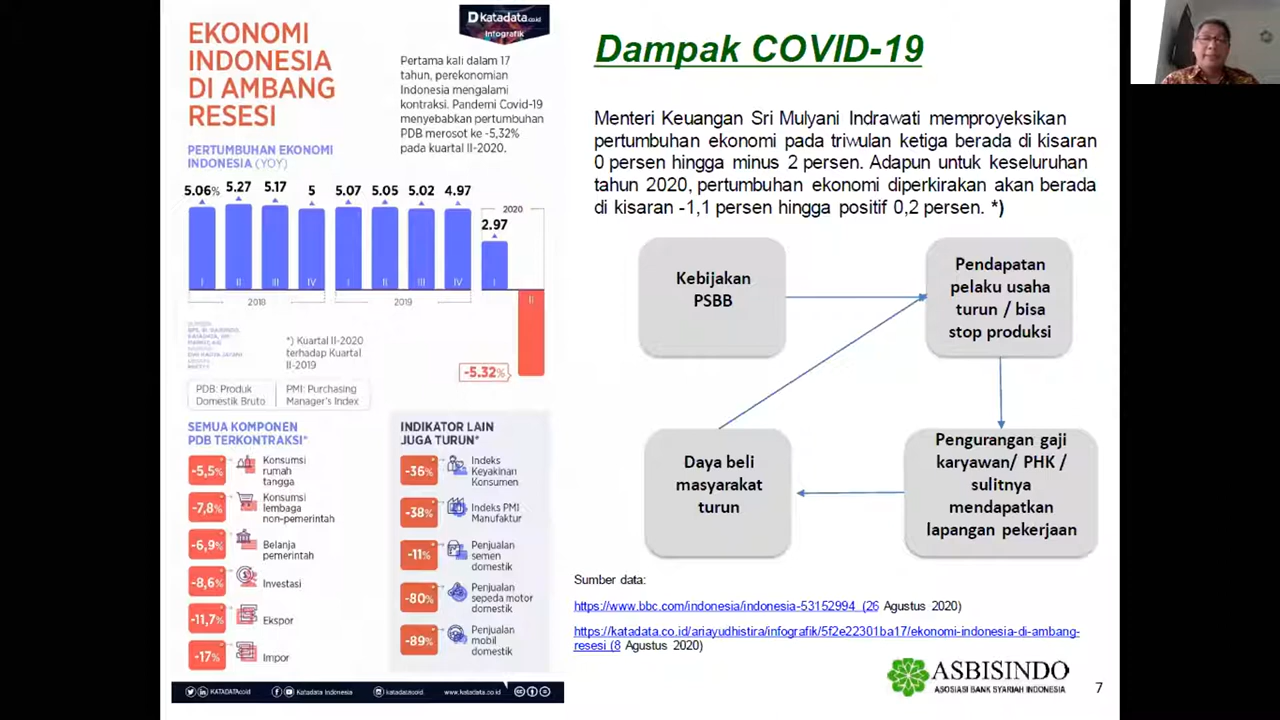 EKONOMI
INDONESIA
DI AMBANG
RESESI
Dkatadata.co.id
Infografik
Pertama kali dalam 17
tahun, perekonomian
Indonesia mengalami
kontraksi. Pandemi Covid-19
menyebabkan pertumbuhan
PDB merosot ke -5,32%
pada kuartal II-2020.
PERTUMBUHAN EKONOMI
INDONESIA (YOY)
5.06% 5.27 5.17 5 5.07 5.05 5.02 4.97
2020
2.97
I II III IV I II III IV I II
2018 2019
*) Kuartal II-2020
terhadap Kuartal
II-2019
-5.32%
PDB: Produk
Domestik Bruto
PMI: Purchasing
Manager's Index
SEMUA KOMPONEN
PDB TERKONTRAKSI*
-5,5% Konsumsi
rumah
tangga
-7,8% Konsumsi
lembaga
non-pemerintah
-6,9% Belanja
pemerintah
-8,6% Investasi
-11,7% Ekspor
-17% Impor
INDIKATOR LAIN
JUGA TURUN*
-36% Indeks
Keyakinan
Konsumen
-38% Indeks PMI
Manufaktur
-11% Penjualan
semen
domestik
-80% Penjualan
sepeda motor
domestik
-89% Penjualan
mobil
domestik
KATADATAcoid Katadata Indonesia katadatacoid www.katadata.co.id
Dampak COVID-19
Menteri Keuangan Sri Mulyani Indrawati memproyeksikan
pertumbuhan ekonomi pada triwulan ketiga berada di kisaran
0 persen hingga minus 2 persen. Adapun untuk keseluruhan
tahun 2020, pertumbuhan ekonomi diperkirakan akan berada
di kisaran -1,1 persen hingga positif 0,2 persen. *)
Kebijakan
PSBB
Pendapatan
pelaku usaha
turun / bisa
stop produksi
Pengurangan gaji
karyawan/ PHK /
sulitnya
mendapatkan
lapangan pekerjaan
Daya beli
masyarakat
turun
Sumber data:
https://www.bbc.com/indonesia/indonesia-53152994 (26 Agustus 2020)
https://katadata.co.id/ariayudhistira/infografik/5f2e22301ba17/ekonomi-indonesia-di-ambang-
resesi (8 Agustus 2020)
ASBISINDO
ASOSIASI BANK SYARIAH INDONESIA
7